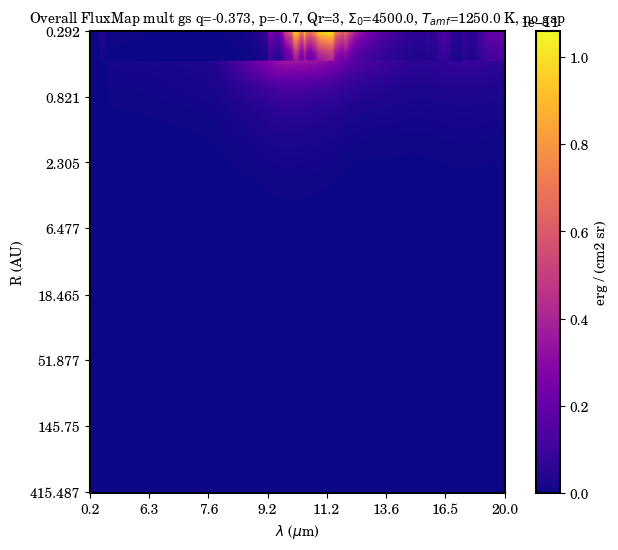 Overall FluxMap mult gs q=-0.373, p=-0.7, Qr=3, Σ₀=4500.0, T_amf=1250.0 K, no gap
1e−11
0.292
0.821
2.305
6.477
18.465
51.877
145.75
415.487
R (AU)
0.2 6.3 7.6 9.2 11.2 13.6 16.5 20.0
λ (μm)
1.0
0.8
0.6
0.4
0.2
0.0
erg / (cm2 sr)